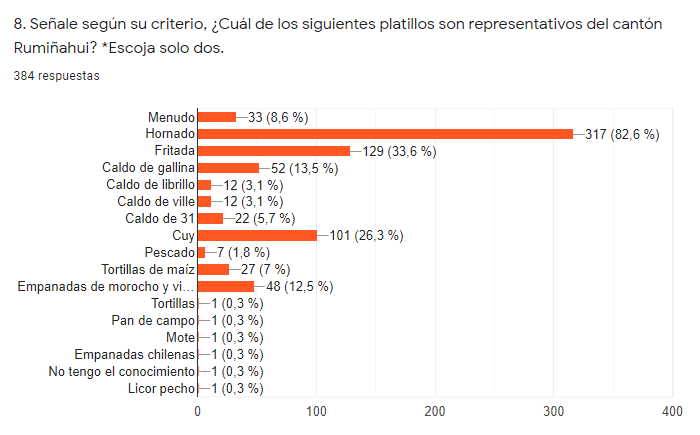 8. Señale según su criterio, ¿Cuál de los siguientes platillos son representativos del cantón
Rumiñahui? *Escoja solo dos.
384 respuestas
Menudo 33 (8,6 %)
Hornado 317 (82,6 %)
Fritada 129 (33,6 %)
Caldo de gallina 52 (13,5 %)
Caldo de librillo 12 (3,1 %)
Caldo de ville 12 (3,1 %)
Caldo de 31 22 (5,7 %)
Cuy 101 (26,3 %)
Pescado 7 (1,8 %)
Tortillas de maíz 27 (7 %)
Empanadas de morocho y vi… 48 (12,5 %)
Tortillas 1 (0,3 %)
Pan de campo 1 (0,3 %)
Mote 1 (0,3 %)
Empanadas chilenas 1 (0,3 %)
No tengo el conocimiento 1 (0,3 %)
Licor pecho 1 (0,3 %)
0 100 200 300 400